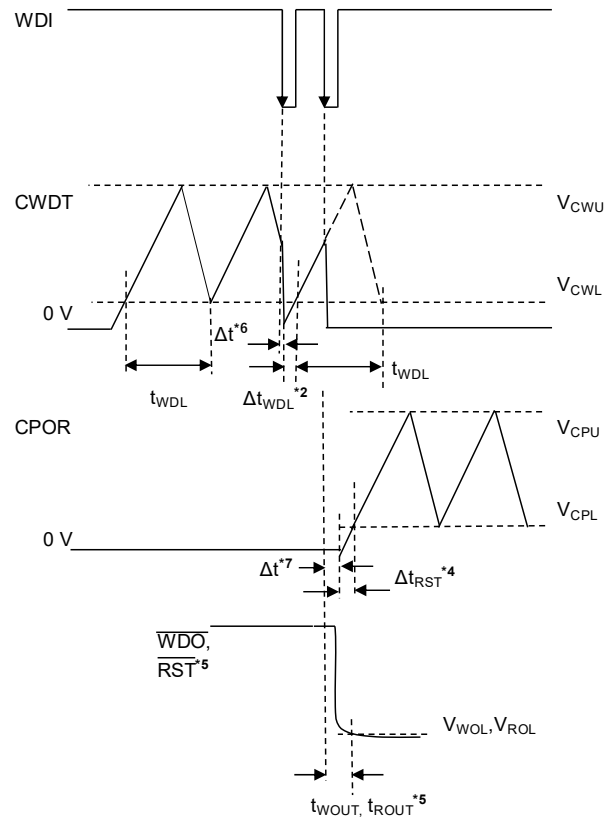 WDI
CWDT
V_CWU
V_CWL
0 V
Δt*6
t_WDL
t_WDL
Δt_WDL*2
CPOR
V_CPU
V_CPL
0 V
Δt*7
Δt_RST*4
WDO,
RST*5
V_WOL,V_ROL
t_WOUT, t_ROUT*5